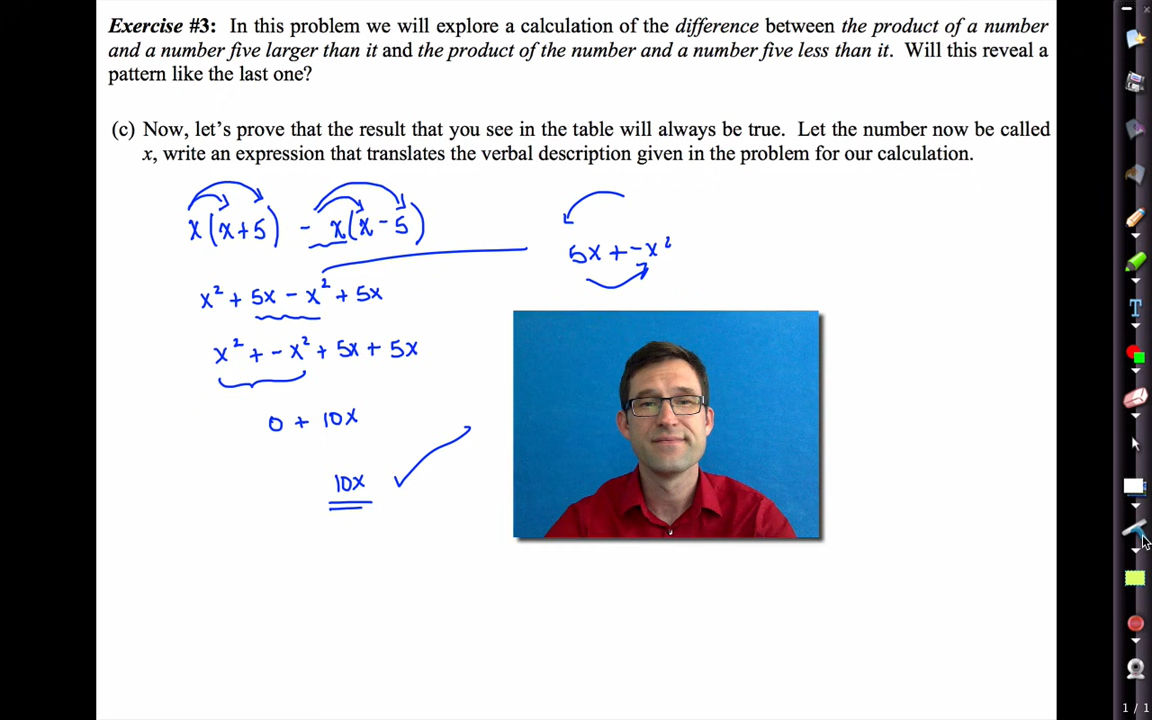 Exercise #3: In this problem we will explore a calculation of the difference between the product of a number
and a number five larger than it and the product of the number and a number five less than it. Will this reveal a
pattern like the last one?
(c) Now, let’s prove that the result that you see in the table will always be true. Let the number now be called
x, write an expression that translates the verbal description given in the problem for our calculation.
x(x+5) - x(x-5)
5x + -x²
x² + 5x - x² + 5x
x² + -x² + 5x + 5x
0 + 10x
10x
T
1 / 1